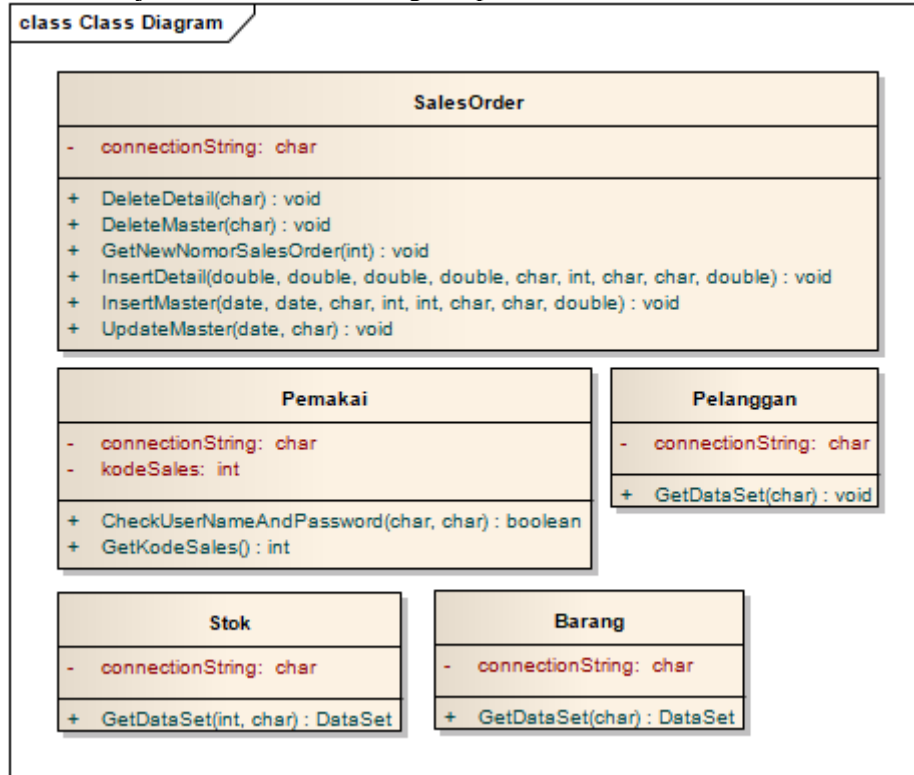 class Class Diagram
SalesOrder
- connectionString: char
+ DeleteDetail(char) : void
+ DeleteMaster(char) : void
+ GetNewNomorSalesOrder(int) : void
+ InsertDetail(double, double, double, double, char, int, char, char, double) : void
+ InsertMaster(date, date, char, int, int, char, char, double) : void
+ UpdateMaster(date, char) : void
Pemakai
- connectionString: char
- kodeSales: int
+ CheckUserNameAndPassword(char, char) : boolean
+ GetKodeSales() : int
Pelanggan
- connectionString: char
+ GetDataSet(char) : void
Stok
- connectionString: char
+ GetDataSet(int, char) : DataSet
Barang
- connectionString: char
+ GetDataSet(char) : DataSet